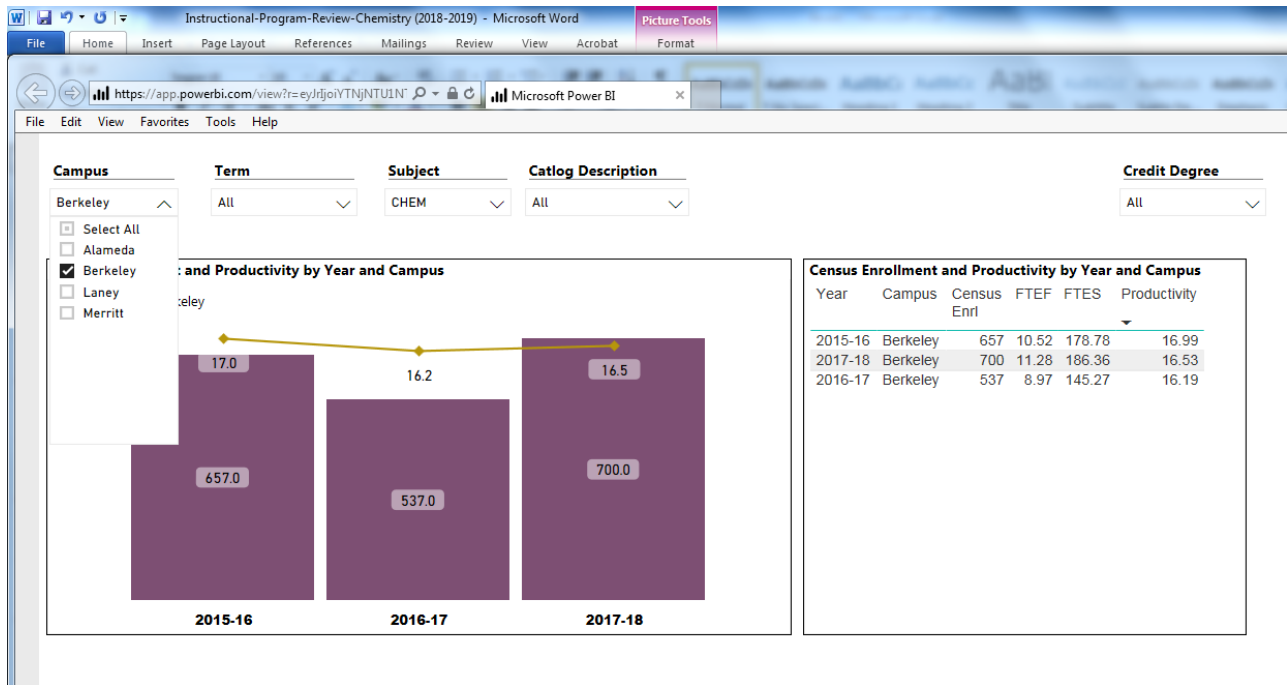 Instructional-Program-Review-Chemistry (2018-2019) - Microsoft Word
Picture Tools
File Home Insert Page Layout References Mailings Review View Acrobat Format
https://app.powerbi.com/view?r=eyJrIjoiYTNjNTU1NT
Microsoft Power BI
File Edit View Favorites Tools Help
Campus Term Subject Catlog Description Credit Degree
Berkeley All CHEM All All
Select All
Alameda
Berkeley
Laney
Merritt
t and Productivity by Year and Campus
keley
17.0
16.2
16.5
657.0
537.0
700.0
2015-16 2016-17 2017-18
Census Enrollment and Productivity by Year and Campus
Year Campus Census Enrl FTEF FTES Productivity
2015-16 Berkeley 657 10.52 178.78 16.99
2017-18 Berkeley 700 11.28 186.36 16.53
2016-17 Berkeley 537 8.97 145.27 16.19